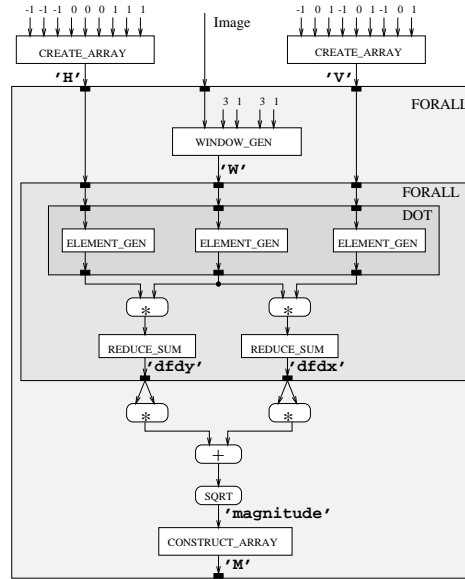 -1 -1 -1 0 0 0 1 1 1
Image
-1 0 1 -1 0 1 -1 0 1
CREATE_ARRAY
CREATE_ARRAY
'H'
'V'
FORALL
3 1 3 1
WINDOW_GEN
'W'
FORALL
DOT
ELEMENT_GEN
ELEMENT_GEN
ELEMENT_GEN
*
*
REDUCE_SUM
REDUCE_SUM
'dfdy'
'dfdx'
*
*
+
SQRT
'magnitude'
CONSTRUCT_ARRAY
'M'